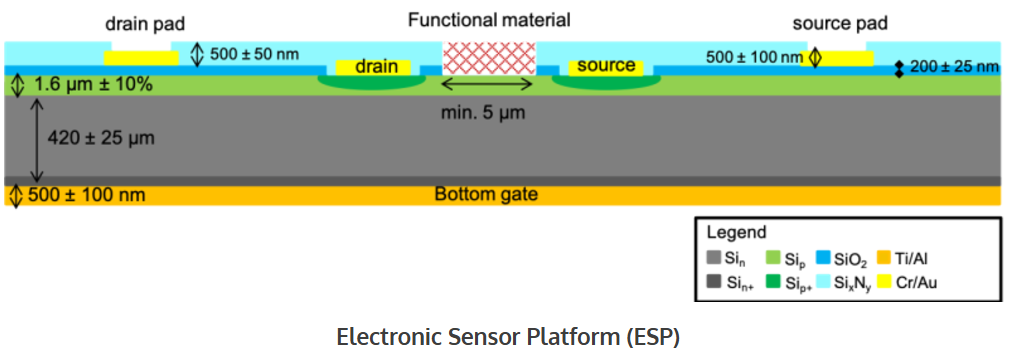 drain pad
Functional material
source pad
500 ± 50 nm
500 ± 100 nm
drain
source
200 ± 25 nm
1.6 μm ± 10%
min. 5 μm
420 ± 25 μm
500 ± 100 nm
Bottom gate
Legend
Siₙ Siₚ SiO₂ Ti/Al
Siₙ₊ Siₚ₊ SiₓNᵧ Cr/Au
Electronic Sensor Platform (ESP)